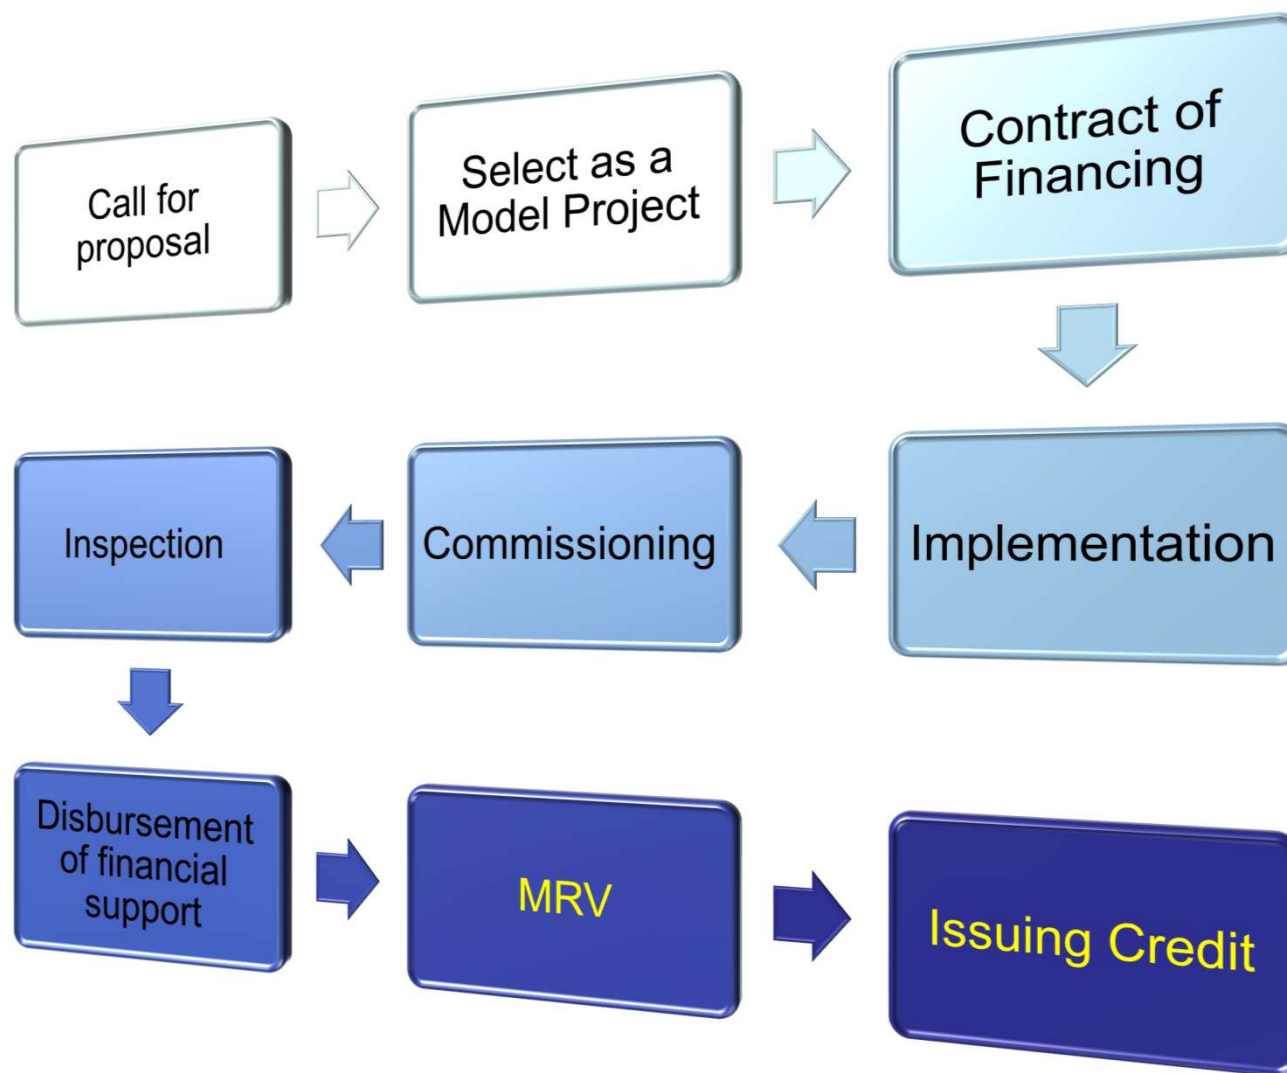 Call for
proposal
Select as a
Model Project
Contract of
Financing
Implementation
Commissioning
Inspection
Disbursement
of financial
support
MRV
Issuing Credit